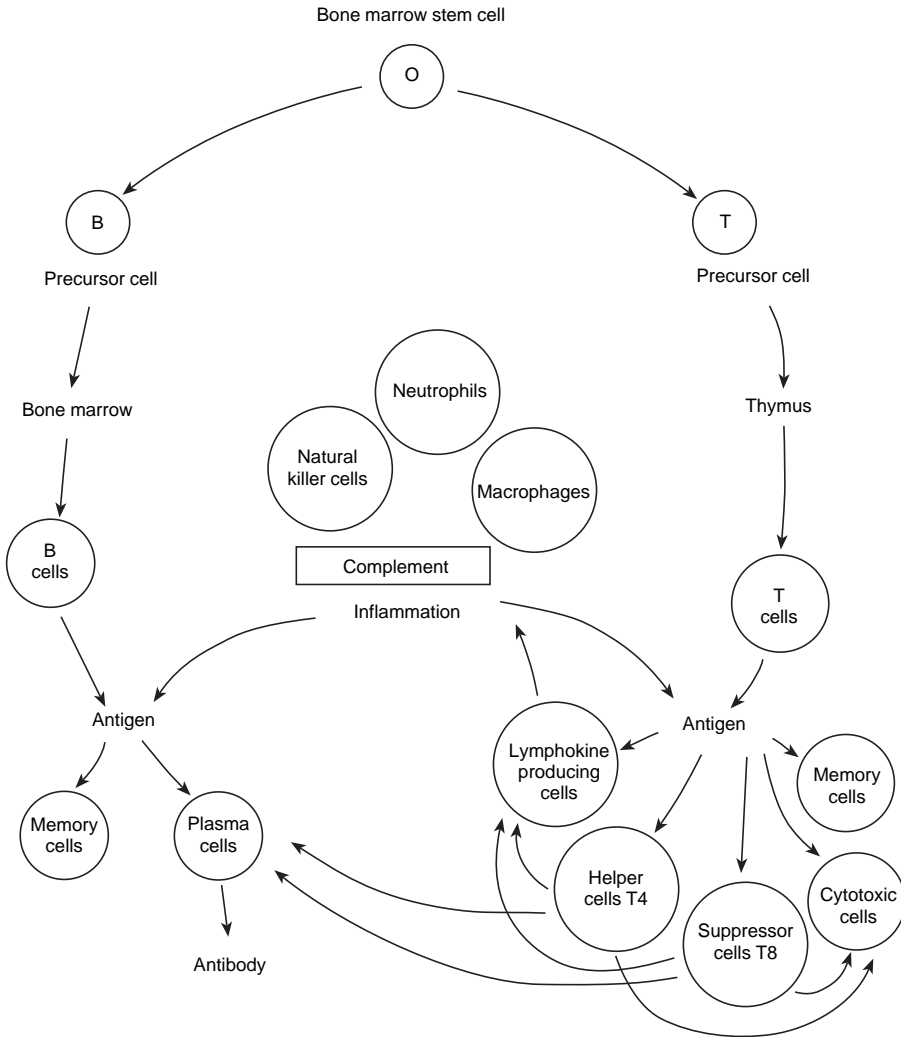 Bone marrow stem cell
O
B
T
Precursor cell
Precursor cell
Bone marrow
Thymus
Neutrophils
Natural
killer cells
Macrophages
B
cells
Complement
Inflammation
T
cells
Antigen
Antigen
Lymphokine
producing
cells
Memory
cells
Memory
cells
Plasma
cells
Helper
cells T4
Cytotoxic
cells
Suppressor
cells T8
Antibody